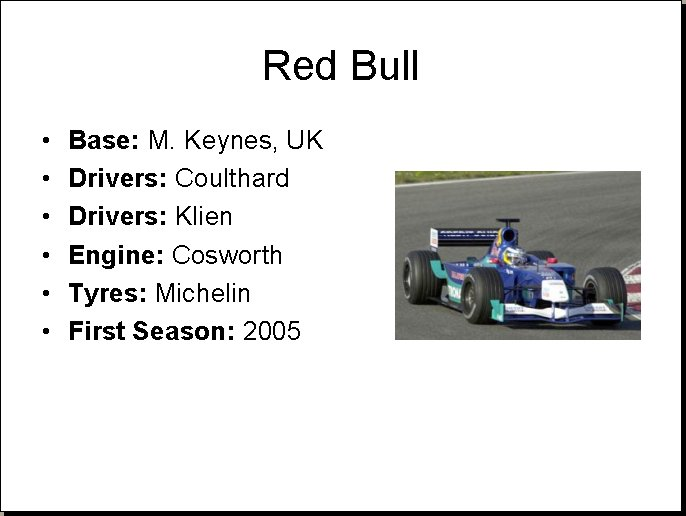 Red Bull
• Base: M. Keynes, UK
• Drivers: Coulthard
• Drivers: Klien
• Engine: Cosworth
• Tyres: Michelin
• First Season: 2005